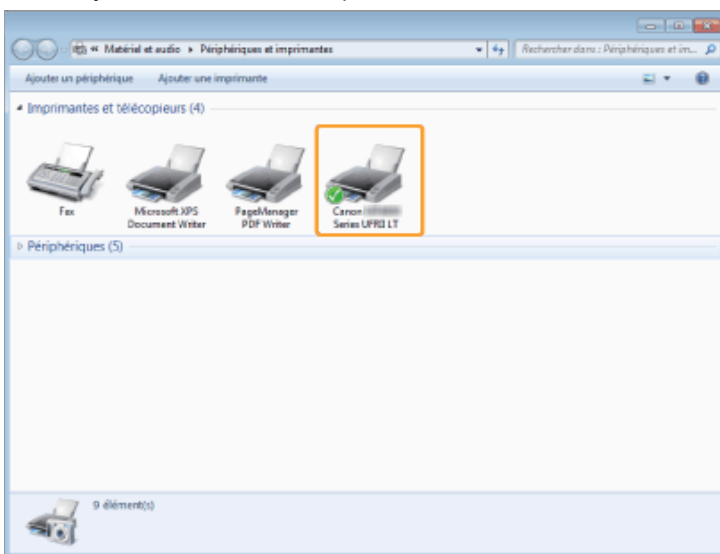 « Matériel et audio ▸ Périphériques et imprimantes
Rechercher dans : Périphériques et im...
Ajouter un périphérique Ajouter une imprimante
Imprimantes et télécopieurs (4)
Fax
Microsoft XPS
Document Writer
PageManager
PDF Writer
Canon
Series UFRII LT
Périphériques (5)
9 élément(s)